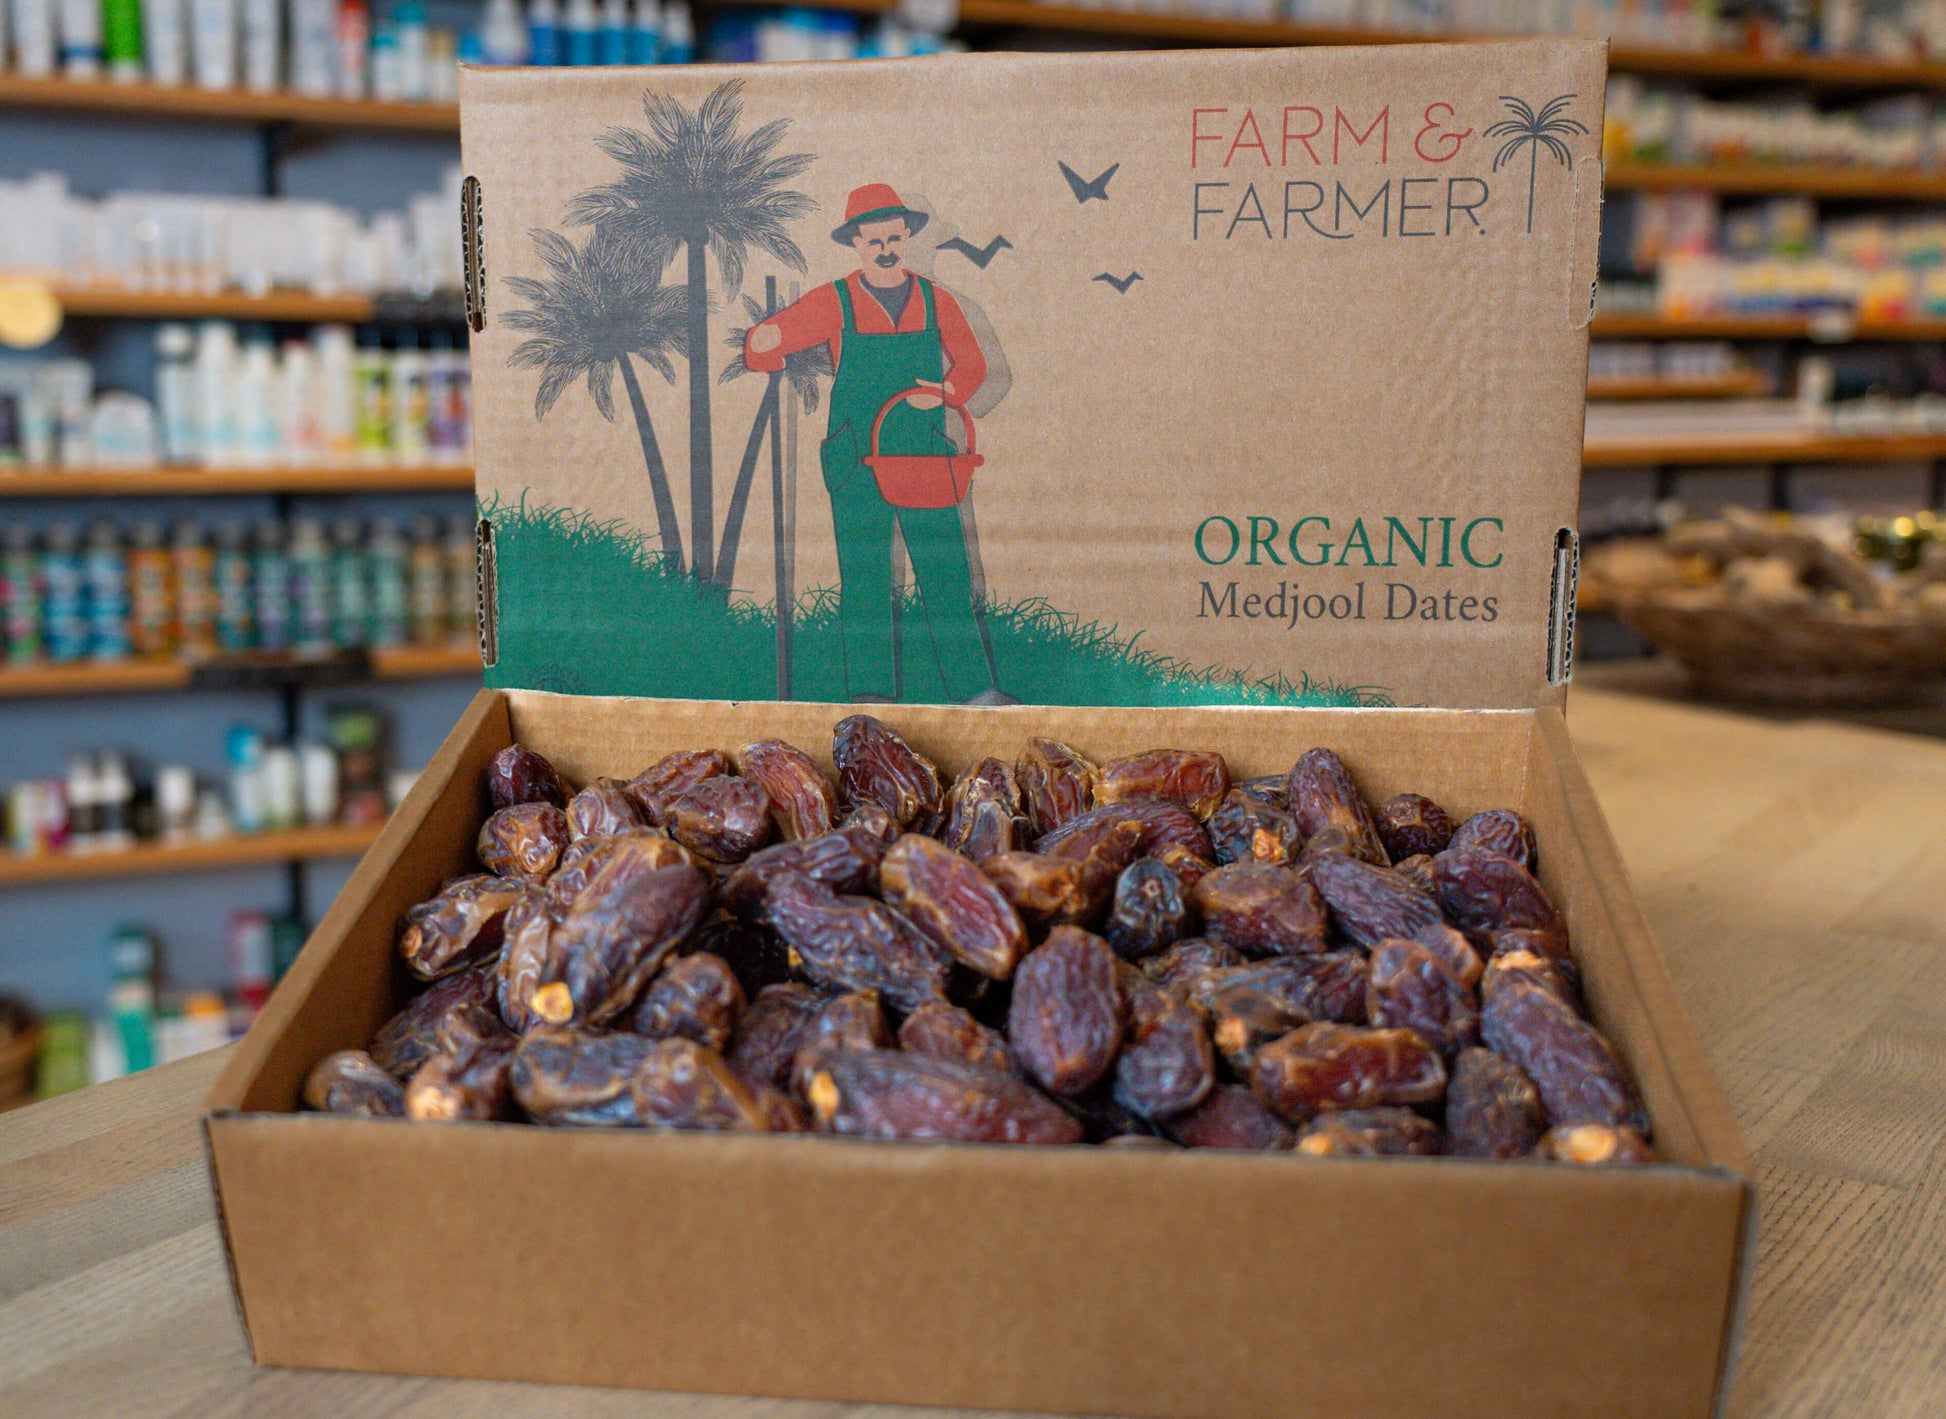 FARM &
FARMER.
ORGANIC
Medjool Dates